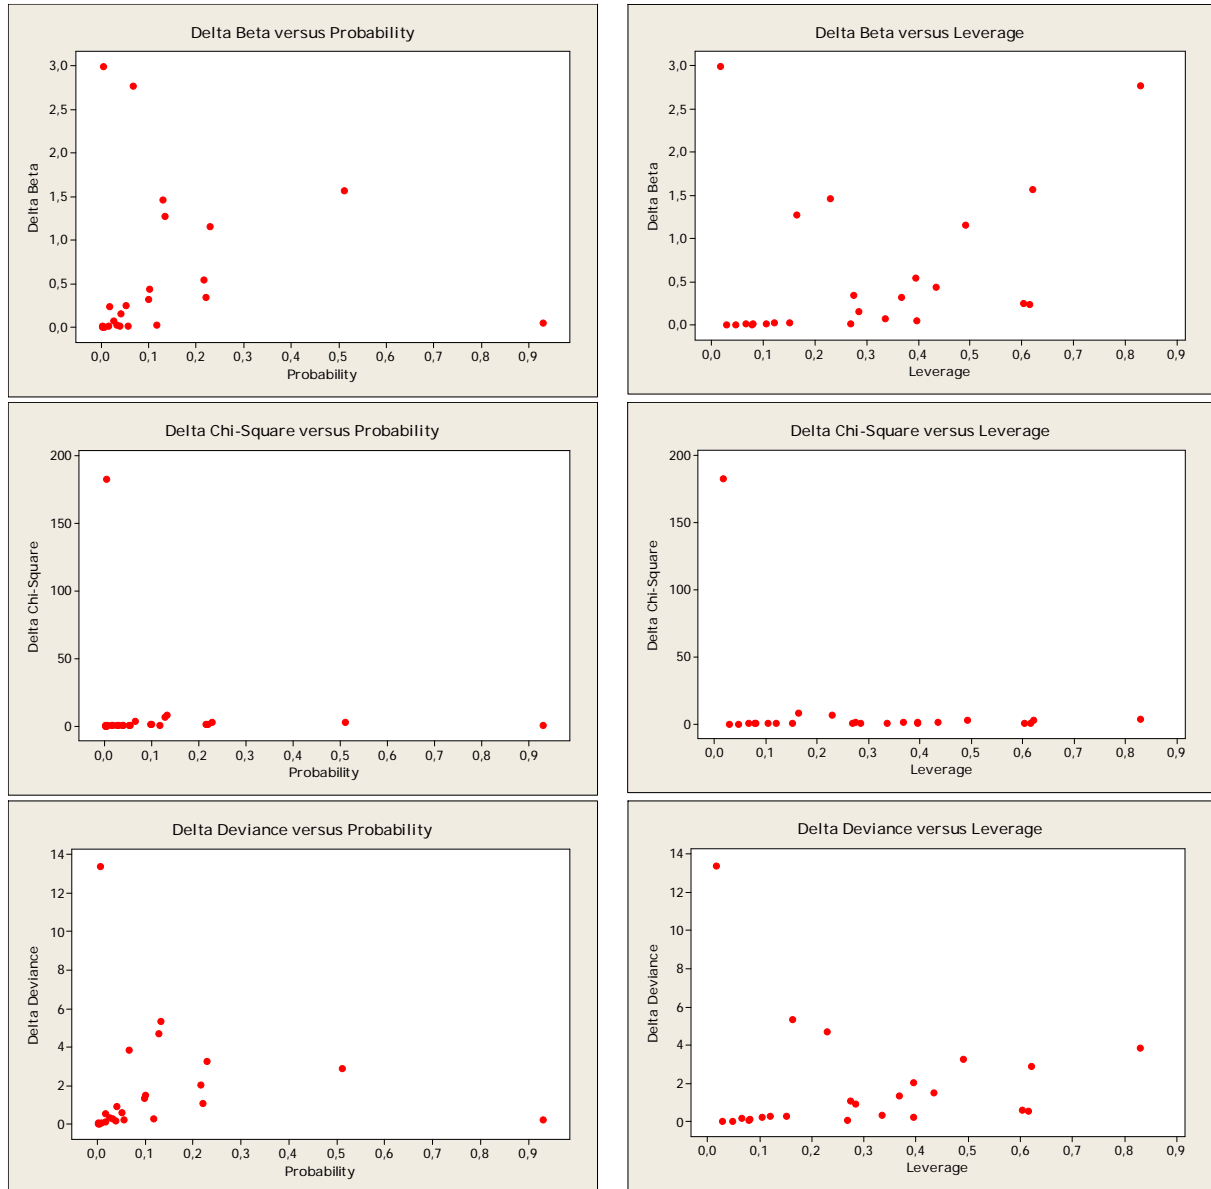 Delta Beta versus Probability
3,0
2,5
2,0
1,5
1,0
0,5
0,0
Delta Beta
0,0 0,1 0,2 0,3 0,4 0,5 0,6 0,7 0,8 0,9
Probability
Delta Beta versus Leverage
3,0
2,5
2,0
1,5
1,0
0,5
0,0
Delta Beta
0,0 0,1 0,2 0,3 0,4 0,5 0,6 0,7 0,8 0,9
Leverage
Delta Chi-Square versus Probability
200
150
100
50
0
Delta Chi-Square
0,0 0,1 0,2 0,3 0,4 0,5 0,6 0,7 0,8 0,9
Probability
Delta Chi-Square versus Leverage
200
150
100
50
0
Delta Chi-Square
0,0 0,1 0,2 0,3 0,4 0,5 0,6 0,7 0,8 0,9
Leverage
Delta Deviance versus Probability
14
12
10
8
6
4
2
0
Delta Deviance
0,0 0,1 0,2 0,3 0,4 0,5 0,6 0,7 0,8 0,9
Probability
Delta Deviance versus Leverage
14
12
10
8
6
4
2
0
Delta Deviance
0,0 0,1 0,2 0,3 0,4 0,5 0,6 0,7 0,8 0,9
Leverage